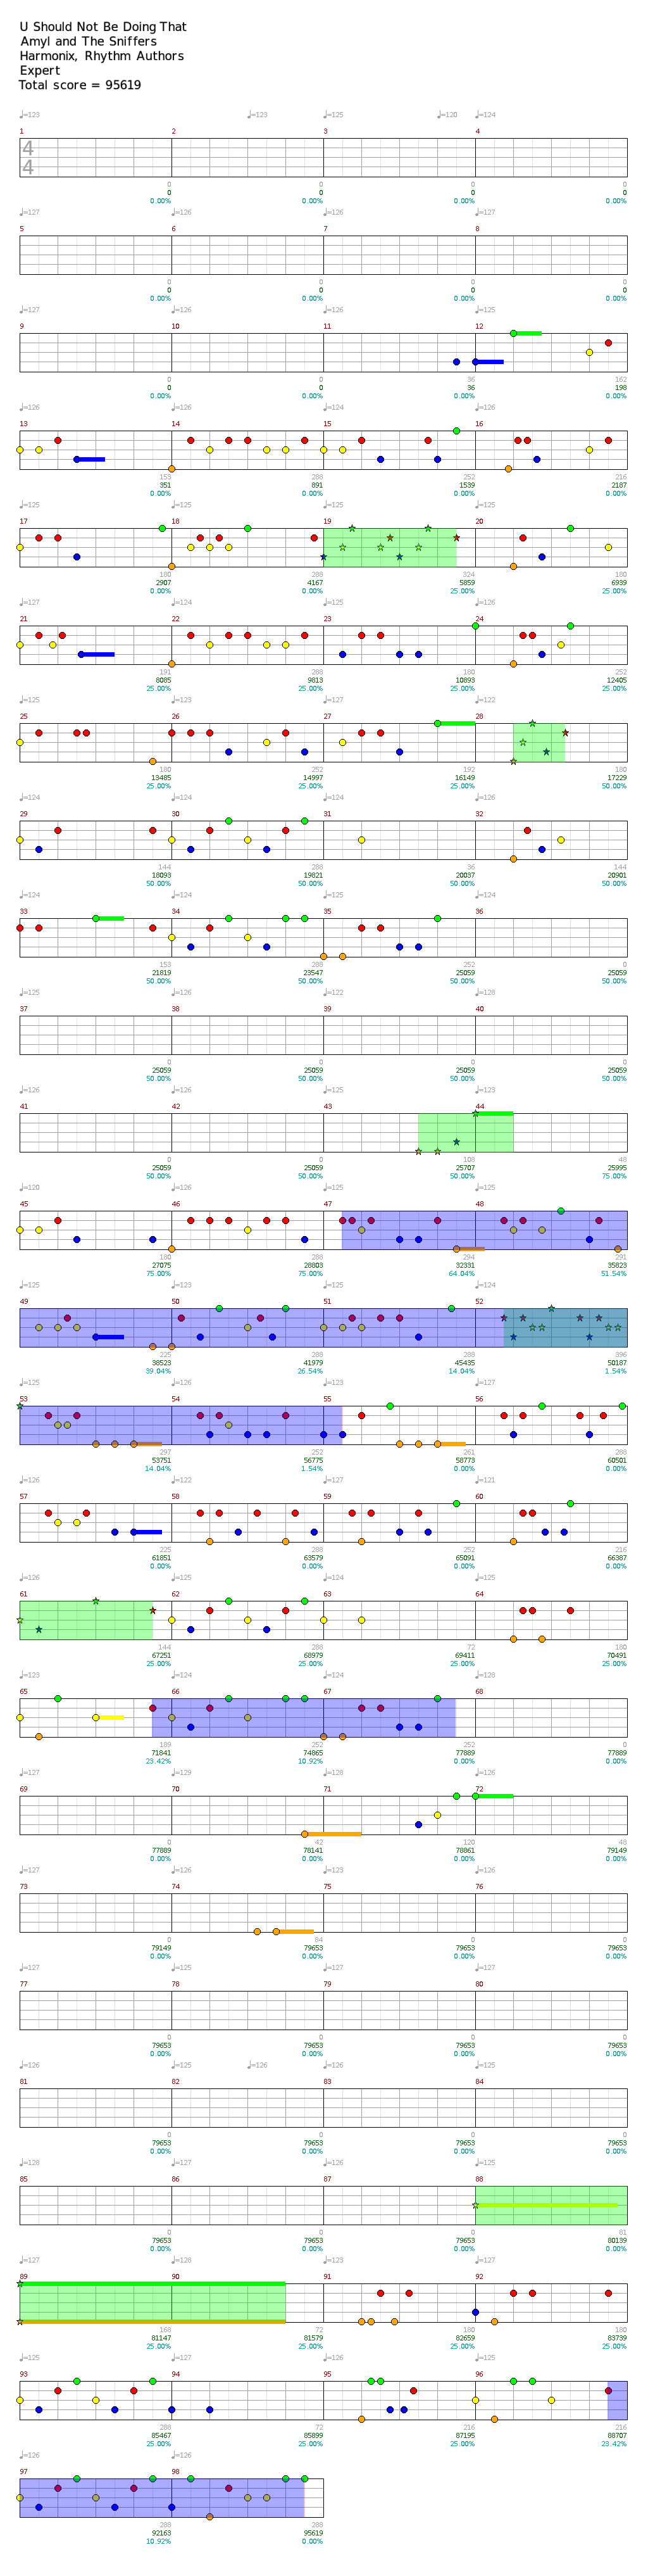 U Should Not Be Doing That
Amyl and The Sniffers
Harmonix, Rhythm Authors
Expert
Total score = 95619
♩=123 ♩=123 ♩=125 ♩=120 ♩=124
1 2 3 4
4
4
0 0 0 0
0 0 0 0
0.00% 0.00% 0.00% 0.00%
♩=127 ♩=126 ♩=126 ♩=127
5 6 7 8
0 0 0 0
0 0 0 0
0.00% 0.00% 0.00% 0.00%
♩=127 ♩=126 ♩=126 ♩=125
9 10 11 12
0 0 36 162
0 0 36 198
0.00% 0.00% 0.00% 0.00%
♩=126 ♩=126 ♩=124 ♩=126
13 14 15 16
153 288 252 216
351 891 1539 2187
0.00% 0.00% 0.00% 0.00%
♩=125 ♩=125 ♩=125 ♩=125
17 18 19 20
180 288 324 180
2907 4167 5859 6939
0.00% 0.00% 25.00% 25.00%
♩=127 ♩=123 ♩=125 ♩=124
21 22 23 24
191 288 180 252
8085 9813 10893 12405
25.00% 25.00% 25.00% 25.00%
♩=125 ♩=123 ♩=127 ♩=122
25 26 27 28
180 252 192 180
13485 14997 16149 17229
25.00% 25.00% 25.00% 50.00%
♩=124 ♩=124 ♩=124 ♩=126
29 30 31 32
144 288 36 144
18093 19821 20037 20901
50.00% 50.00% 50.00% 50.00%
♩=124 ♩=124 ♩=126 ♩=124
33 34 35 36
153 288 252 0
21819 23547 25059 25059
50.00% 50.00% 50.00% 50.00%
♩=125 ♩=126 ♩=122 ♩=128
37 38 39 40
0 0 0 0
25059 25059 25059 25059
50.00% 50.00% 50.00% 50.00%
♩=126 ♩=126 ♩=125 ♩=123
41 42 43 44
0 0 108 48
25059 25059 25707 25995
50.00% 50.00% 50.00% 75.00%
♩=120 ♩=126 ♩=125 ♩=125
45 46 47 48
180 288 294 291
27075 28803 32331 35823
75.00% 75.00% 64.04% 51.54%
♩=125 ♩=125 ♩=125 ♩=125
49 50 51 52
225 288 288 396
38523 41979 45435 50187
39.04% 26.54% 14.04% 1.54%
♩=125 ♩=125 ♩=125 ♩=126
53 54 55 56
297 252 261 288
53751 56775 58773 60501
14.04% 1.54% 0.00% 0.00%
♩=126 ♩=127 ♩=124 ♩=121
57 58 59 60
225 288 252 216
61851 63579 65091 66387
0.00% 0.00% 0.00% 0.00%
♩=126 ♩=125 ♩=124 ♩=125
61 62 63 64
144 288 72 180
67251 68979 69411 70491
25.00% 25.00% 25.00% 25.00%
♩=123 ♩=124 ♩=124 ♩=128
65 66 67 68
189 252 252 0
71841 74865 77889 77889
23.42% 10.92% 0.00% 0.00%
♩=127 ♩=129 ♩=128 ♩=126
69 70 71 72
0 42 120 48
77889 78141 78861 79149
0.00% 0.00% 0.00% 0.00%
♩=127 ♩=126 ♩=123 ♩=126
73 74 75 76
0 84 0 0
79149 79653 79653 79653
0.00% 0.00% 0.00% 0.00%
♩=127 ♩=125 ♩=127 ♩=127
77 78 79 80
0 0 0 0
79653 79653 79653 79653
0.00% 0.00% 0.00% 0.00%
♩=126 ♩=125 ♩=126 ♩=126 ♩=125
81 82 83 84
0 0 0 0
79653 79653 79653 79653
0.00% 0.00% 0.00% 0.00%
♩=128 ♩=126 ♩=127 ♩=125
85 86 87 88
0 0 0 81
79653 79653 79653 80139
0.00% 0.00% 0.00% 0.00%
♩=127 ♩=128 ♩=123 ♩=126
89 90 91 92
168 72 180 180
81147 81579 82659 83739
25.00% 25.00% 25.00% 25.00%
♩=125 ♩=127 ♩=125 ♩=125
93 94 95 96
288 72 216 216
85467 85899 87195 88707
25.00% 25.00% 25.00% 23.42%
♩=126 ♩=126
97 98
288 288
92163 95619
10.92% 0.00%